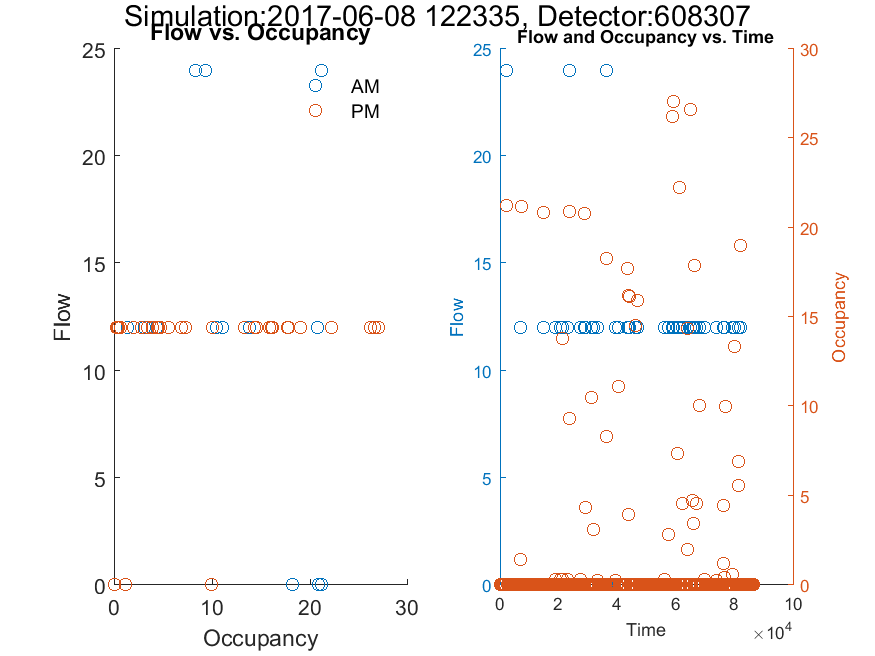 Simulation:2017-06-08 122335, Detector:608307
Flow vs. Occupancy
25
20
15
10
5
0
Flow
0 10 20 30
Occupancy
AM
PM
Flow and Occupancy vs. Time
25
20
15
10
5
0
Flow
30
25
20
15
10
5
0
Occupancy
0 2 4 6 8 10
×10⁴
Time